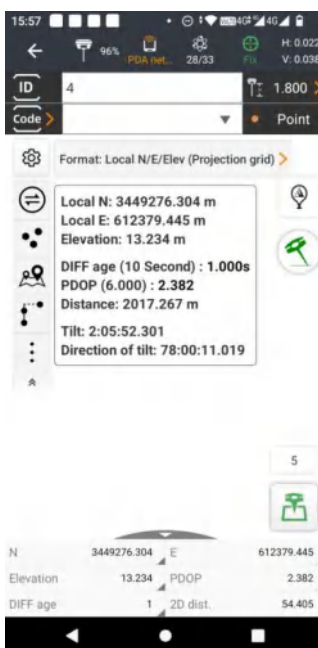 15:57 4G 4G
96% PDA net.. 28/33 Fix H: 0.022
V: 0.038
ID 4 1.800
Code Point
Format: Local N/E/Elev (Projection grid)
Local N: 3449276.304 m
Local E: 612379.445 m
Elevation: 13.234 m
DIFF age (10 Second) : 1.000s
PDOP (6.000) : 2.382
Distance: 2017.267 m
Tilt: 2:05:52.301
Direction of tilt: 78:00:11.019
5
N 3449276.304 E 612379.445
Elevation 13.234 PDOP 2.382
DIFF age 1 2D dist. 54.405